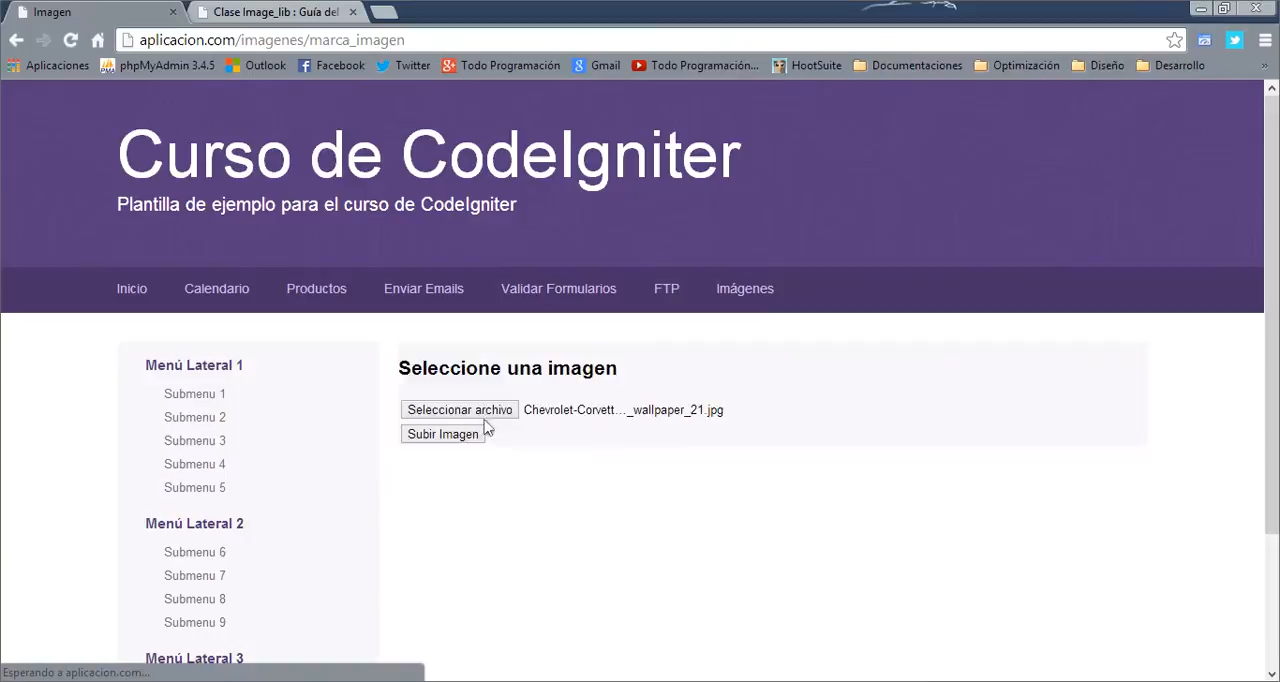 Imagen
Clase Image_lib : Guía del
aplicacion.com/imagenes/marca_imagen
Aplicaciones phpMyAdmin 3.4.5 Outlook Facebook Twitter Todo Programación Gmail Todo Programación... HootSuite Documentaciones Optimización Diseño Desarrollo »
Curso de CodeIgniter
Plantilla de ejemplo para el curso de CodeIgniter
Inicio Calendario Productos Enviar Emails Validar Formularios FTP Imágenes
Menú Lateral 1
Submenu 1
Submenu 2
Submenu 3
Submenu 4
Submenu 5
Menú Lateral 2
Submenu 6
Submenu 7
Submenu 8
Submenu 9
Menú Lateral 3
Seleccione una imagen
Seleccionar archivo Chevrolet-Corvett..._wallpaper_21.jpg
Subir Imagen
Esperando a aplicacion.com...